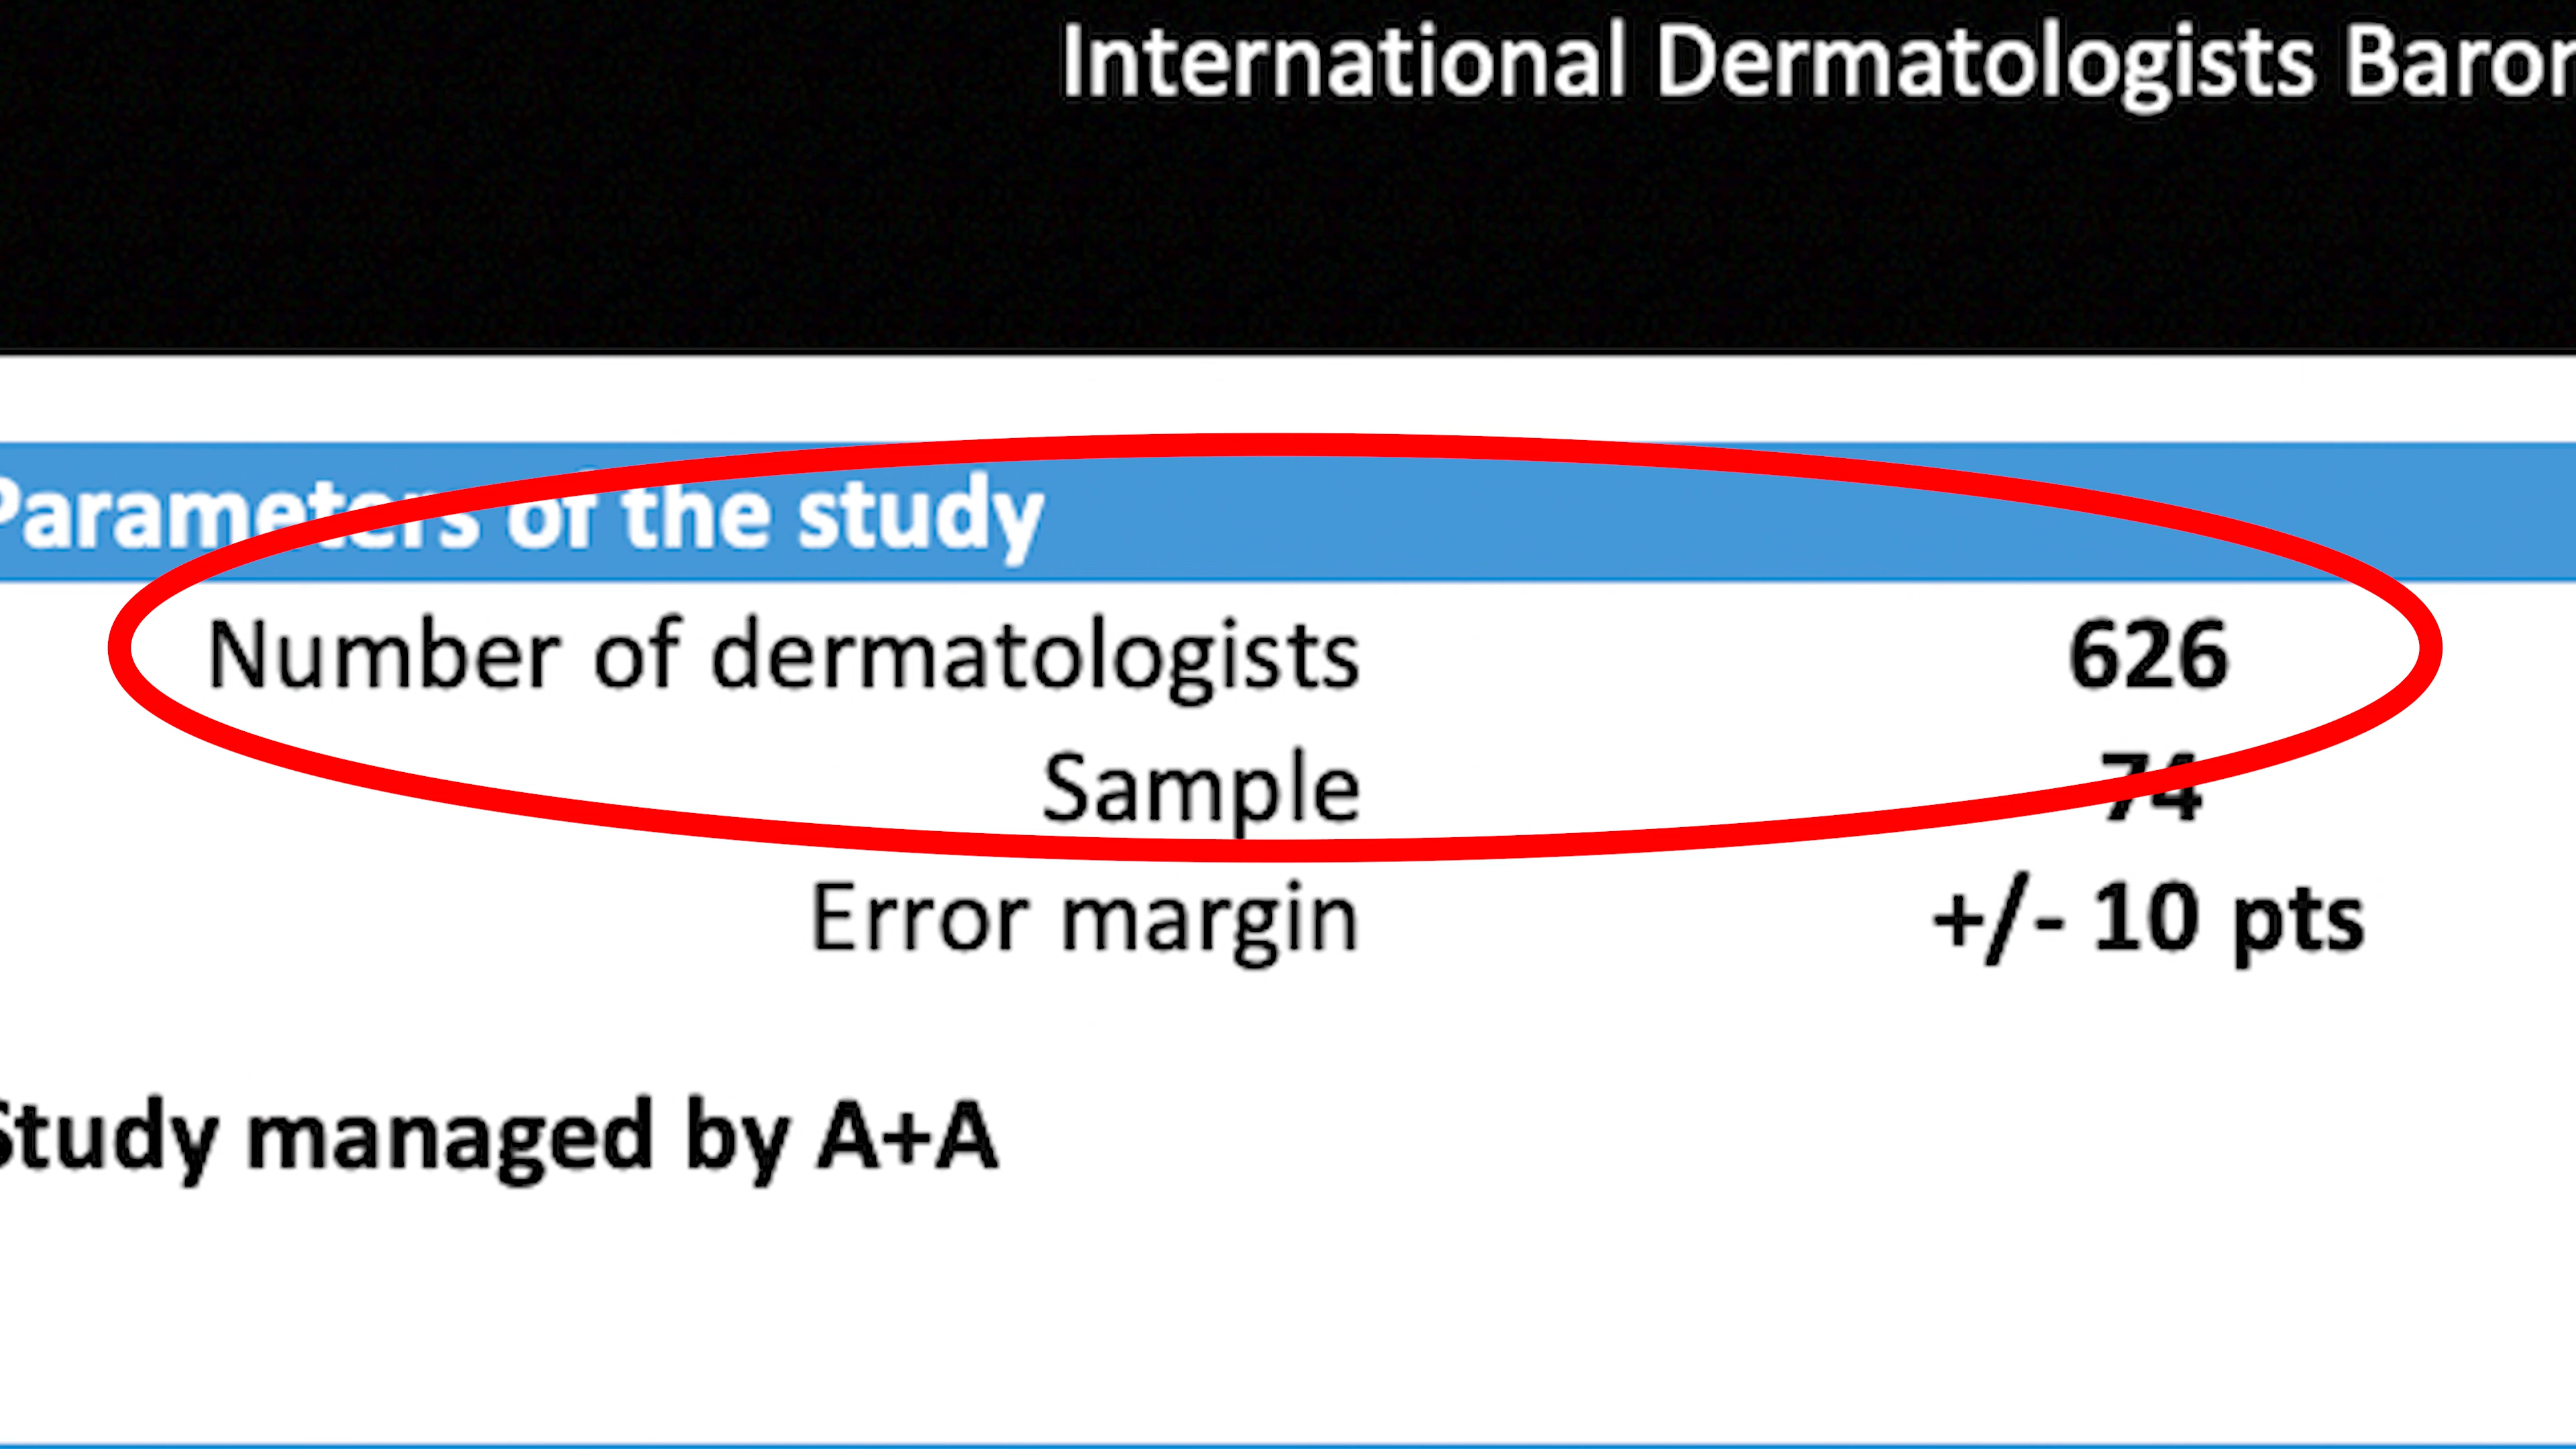 International Dermatologists
Parameters of the study
Number of dermatologists 626
Sample 74
Error margin +/- 10 pts
Study managed by A+A